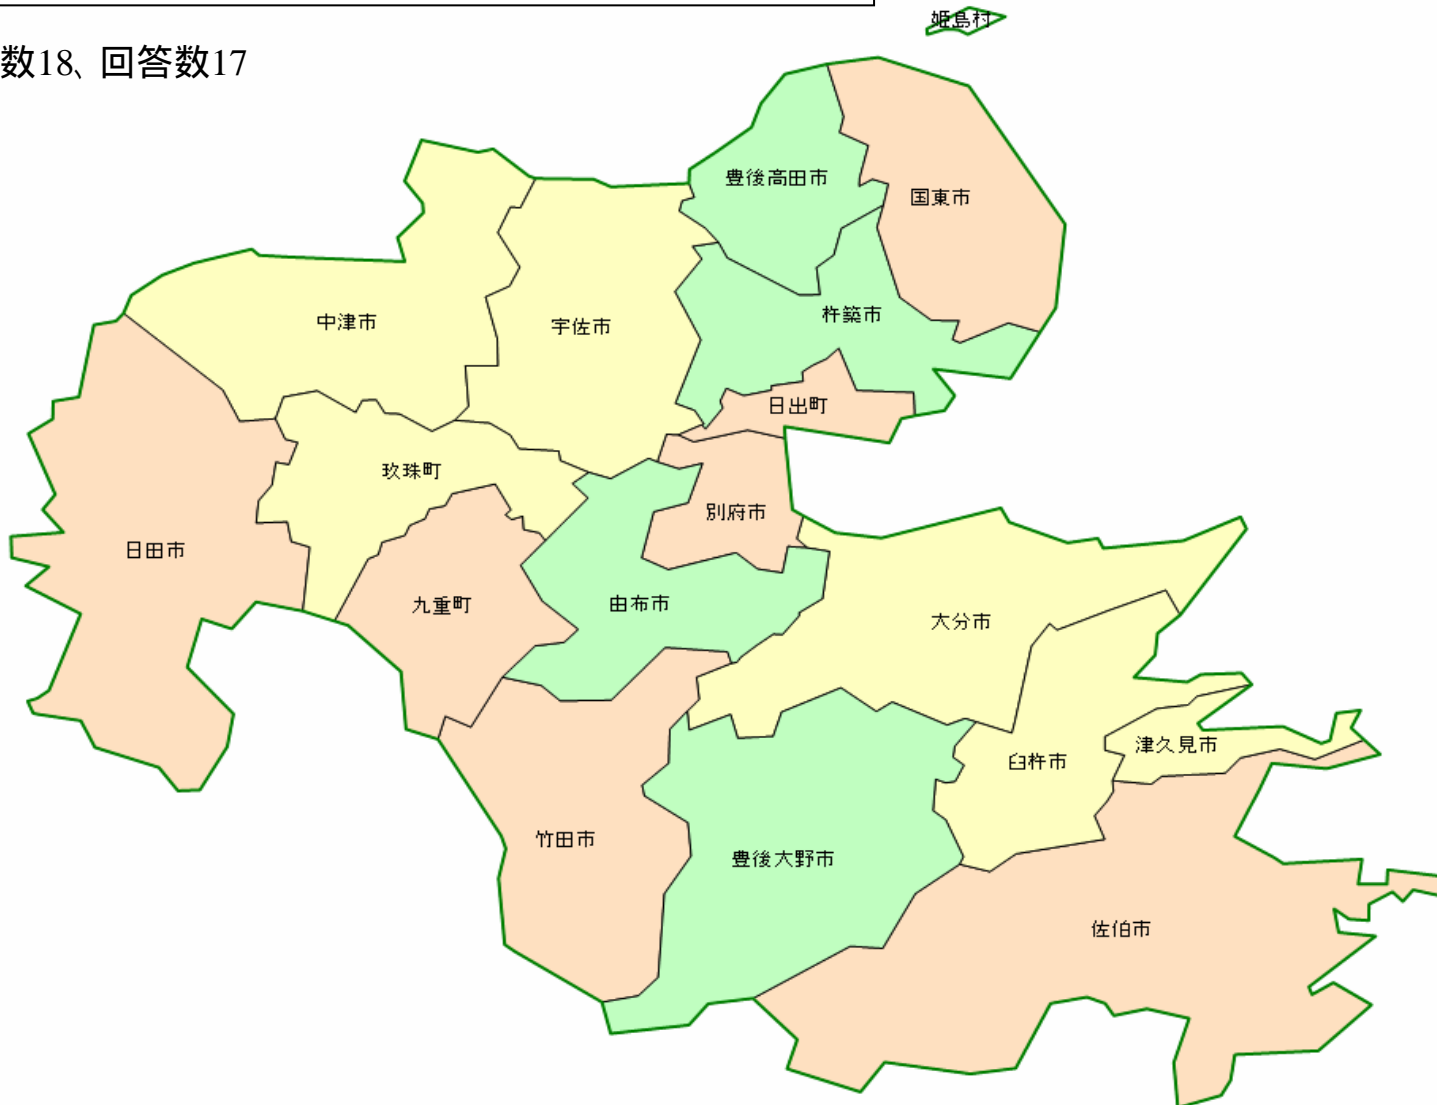 姫島村
数18、回答数17
豊後高田市
国東市
杵築市
中津市
宇佐市
日出町
玖珠町
別府市
日田市
九重町
由布市
大分市
津久見市
臼杵市
竹田市
豊後大野市
佐伯市